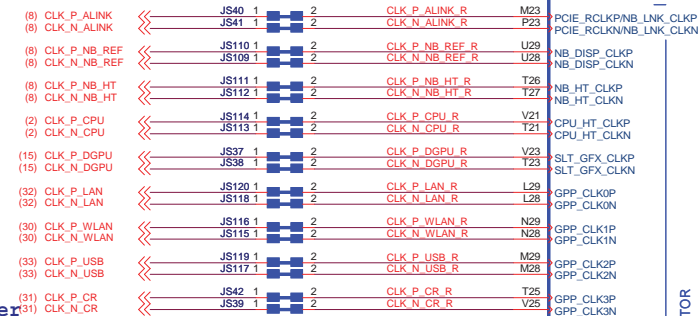 (8) CLK_P_ALINK JS40 1 2 CLK_P_ALINK_R M23 PCIE_RCLKP/NB_LNK_CLKP
(8) CLK_N_ALINK JS41 1 2 CLK_N_ALINK_R P23 PCIE_RCLKN/NB_LNK_CLKN
(8) CLK_P_NB_REF JS110 1 2 CLK_P_NB_REF_R U29 NB_DISP_CLKP
(8) CLK_N_NB_REF JS109 1 2 CLK_N_NB_REF_R U28 NB_DISP_CLKN
(8) CLK_P_NB_HT JS111 1 2 CLK_P_NB_HT_R T26 NB_HT_CLKP
(8) CLK_N_NB_HT JS112 1 2 CLK_N_NB_HT_R T27 NB_HT_CLKN
(2) CLK_P_CPU JS114 1 2 CLK_P_CPU_R V21 CPU_HT_CLKP
(2) CLK_N_CPU JS113 1 2 CLK_N_CPU_R T21 CPU_HT_CLKN
(15) CLK_P_DGPU JS37 1 2 CLK_P_DGPU_R V23 SLT_GFX_CLKP
(15) CLK_N_DGPU JS38 1 2 CLK_N_DGPU_R T23 SLT_GFX_CLKN
(32) CLK_P_LAN JS120 1 2 CLK_P_LAN_R L29 GPP_CLK0P
(32) CLK_N_LAN JS118 1 2 CLK_N_LAN_R L28 GPP_CLK0N
(30) CLK_P_WLAN JS116 1 2 CLK_P_WLAN_R N29 GPP_CLK1P
(30) CLK_N_WLAN JS115 1 2 CLK_N_WLAN_R N28 GPP_CLK1N
(33) CLK_P_USB JS119 1 2 CLK_P_USB_R M29 GPP_CLK2P
(33) CLK_N_USB JS117 1 2 CLK_N_USB_R M28 GPP_CLK2N
(31) CLK_P_CR JS42 1 2 CLK_P_CR_R T25 GPP_CLK3P
er (31) CLK_N_CR JS39 1 2 CLK_N_CR_R V25 GPP_CLK3N
TOR